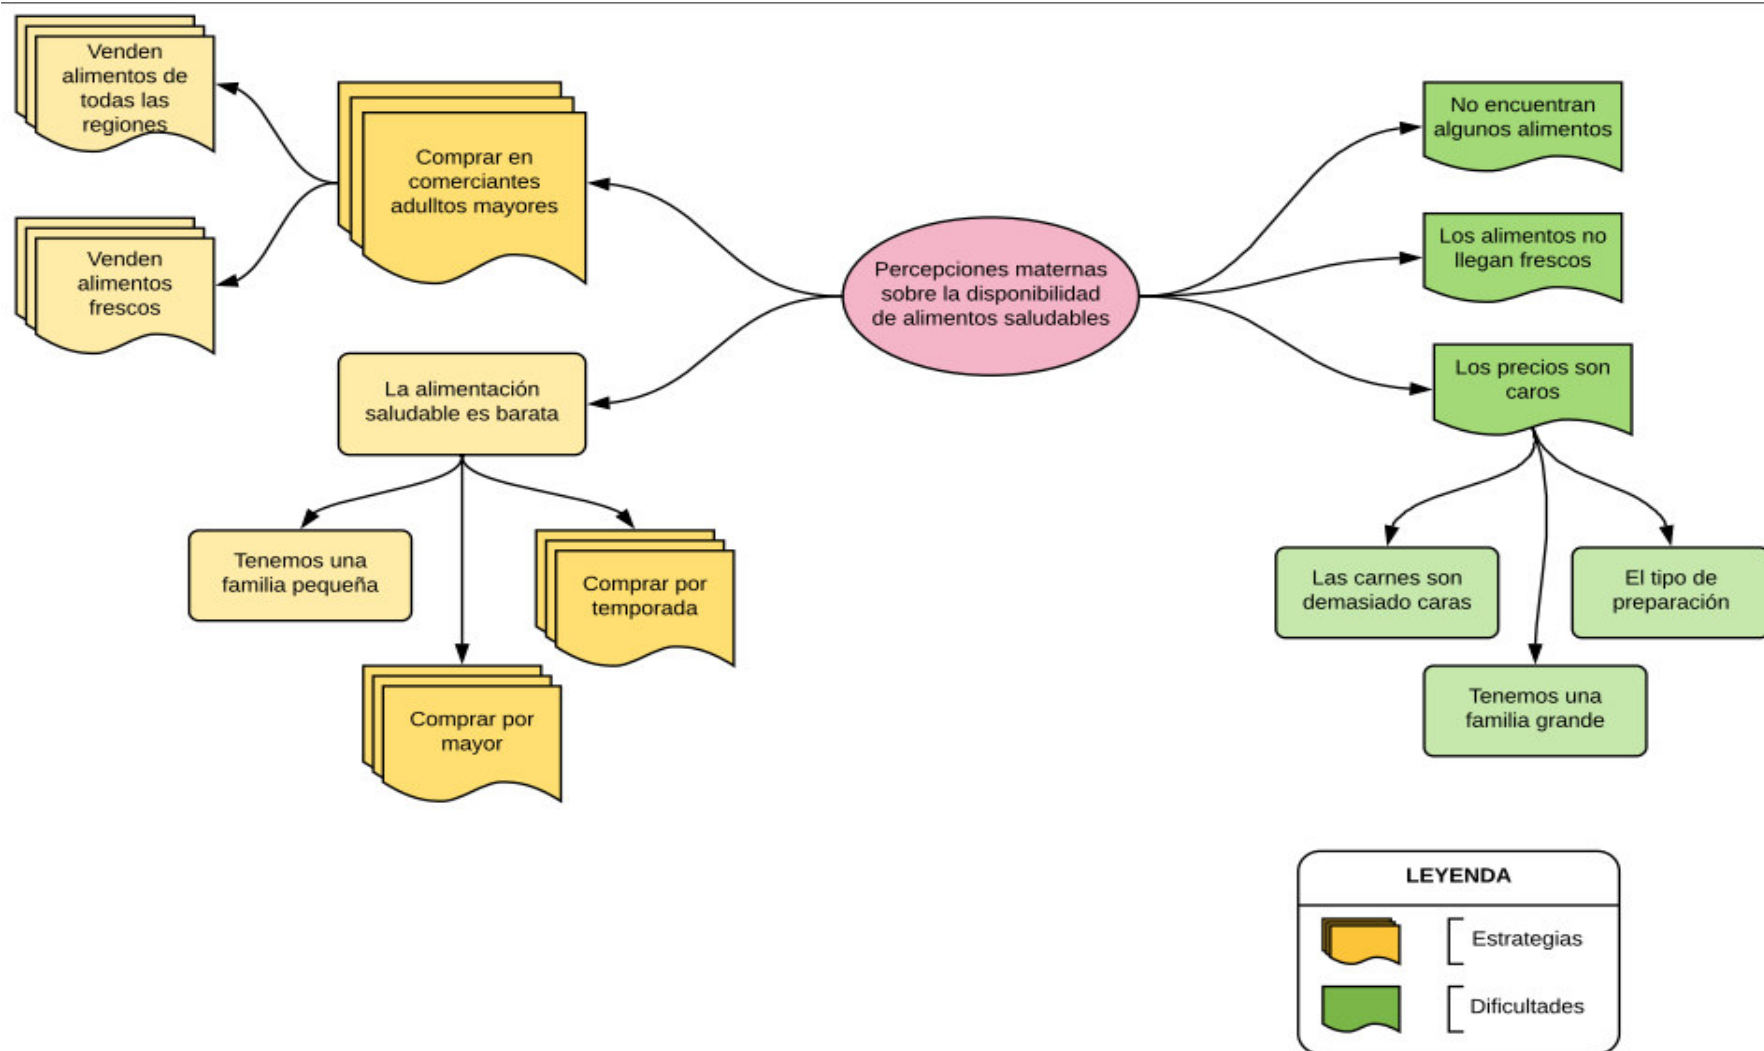 Venden
alimentos de
todas las
regiones
Venden
alimentos
frescos
Comprar en
comerciantes
adulltos mayores
La alimentación
saludable es barata
Tenemos una
familia pequeña
Comprar por
temporada
Comprar por
mayor
Percepciones maternas
sobre la disponibilidad
de alimentos saludables
No encuentran
algunos alimentos
Los alimentos no
llegan frescos
Los precios son
caros
Las carnes son
demasiado caras
El tipo de
preparación
Tenemos una
familia grande
LEYENDA
Estrategias
Dificultades